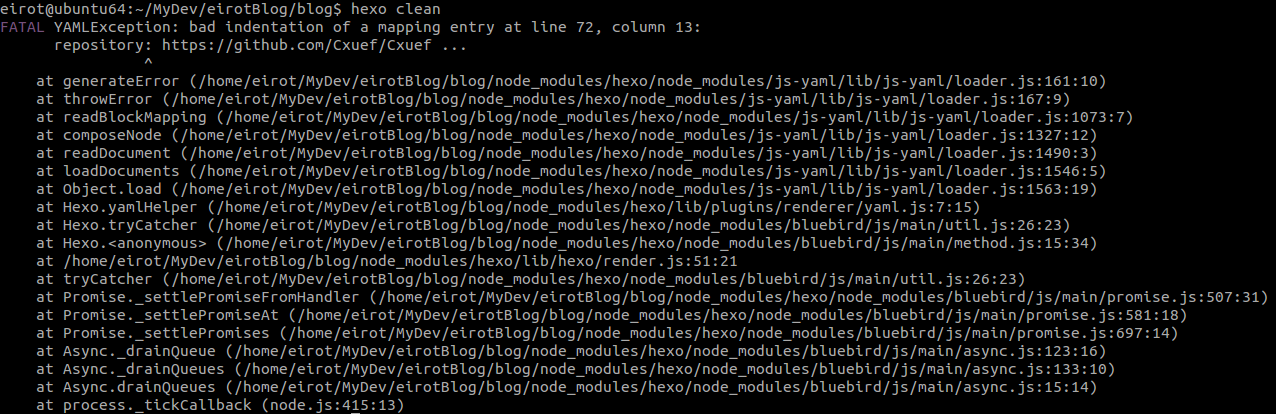 eirot@ubuntu64:~/MyDev/eirotBlog/blog$ hexo clean
FATAL YAMLException: bad indentation of a mapping entry at line 72, column 13:
      repository: https://github.com/Cxuef/Cxuef ...
                ^
    at generateError (/home/eirot/MyDev/eirotBlog/blog/node_modules/hexo/node_modules/js-yaml/lib/js-yaml/loader.js:161:10)
    at throwError (/home/eirot/MyDev/eirotBlog/blog/node_modules/hexo/node_modules/js-yaml/lib/js-yaml/loader.js:167:9)
    at readBlockMapping (/home/eirot/MyDev/eirotBlog/blog/node_modules/hexo/node_modules/js-yaml/lib/js-yaml/loader.js:1073:7)
    at composeNode (/home/eirot/MyDev/eirotBlog/blog/node_modules/hexo/node_modules/js-yaml/lib/js-yaml/loader.js:1327:12)
    at readDocument (/home/eirot/MyDev/eirotBlog/blog/node_modules/hexo/node_modules/js-yaml/lib/js-yaml/loader.js:1490:3)
    at loadDocuments (/home/eirot/MyDev/eirotBlog/blog/node_modules/hexo/node_modules/js-yaml/lib/js-yaml/loader.js:1546:5)
    at Object.load (/home/eirot/MyDev/eirotBlog/blog/node_modules/hexo/node_modules/js-yaml/lib/js-yaml/loader.js:1563:19)
    at Hexo.yamlHelper (/home/eirot/MyDev/eirotBlog/blog/node_modules/hexo/lib/plugins/renderer/yaml.js:7:15)
    at Hexo.tryCatcher (/home/eirot/MyDev/eirotBlog/blog/node_modules/hexo/node_modules/bluebird/js/main/util.js:26:23)
    at Hexo.<anonymous> (/home/eirot/MyDev/eirotBlog/blog/node_modules/hexo/node_modules/bluebird/js/main/method.js:15:34)
    at /home/eirot/MyDev/eirotBlog/blog/node_modules/hexo/lib/hexo/render.js:51:21
    at tryCatcher (/home/eirot/MyDev/eirotBlog/blog/node_modules/hexo/node_modules/bluebird/js/main/util.js:26:23)
    at Promise._settlePromiseFromHandler (/home/eirot/MyDev/eirotBlog/blog/node_modules/hexo/node_modules/bluebird/js/main/promise.js:507:31)
    at Promise._settlePromiseAt (/home/eirot/MyDev/eirotBlog/blog/node_modules/hexo/node_modules/bluebird/js/main/promise.js:581:18)
    at Promise._settlePromises (/home/eirot/MyDev/eirotBlog/blog/node_modules/hexo/node_modules/bluebird/js/main/promise.js:697:14)
    at Async._drainQueue (/home/eirot/MyDev/eirotBlog/blog/node_modules/hexo/node_modules/bluebird/js/main/async.js:123:16)
    at Async._drainQueues (/home/eirot/MyDev/eirotBlog/blog/node_modules/hexo/node_modules/bluebird/js/main/async.js:133:10)
    at Async.drainQueues (/home/eirot/MyDev/eirotBlog/blog/node_modules/hexo/node_modules/bluebird/js/main/async.js:15:14)
    at process._tickCallback (node.js:415:13)